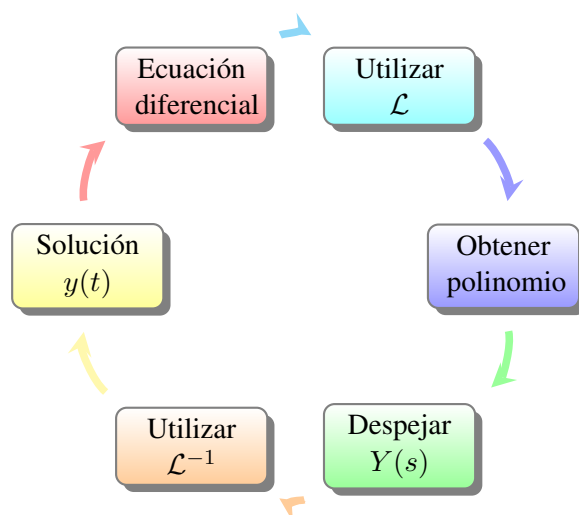 Ecuación
diferencial
Utilizar
ℒ
Obtener
polinomio
Despejar
Y(s)
Utilizar
ℒ⁻¹
Solución
y(t)